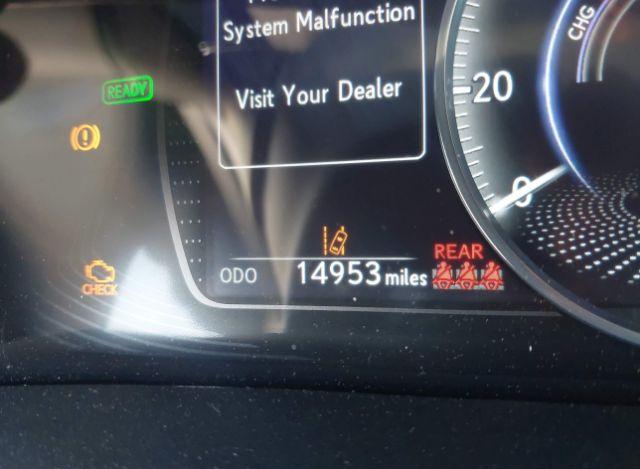 System Malfunction
Visit Your Dealer
READY
CHG
20
0
CHECK
ODO 14953 miles
REAR